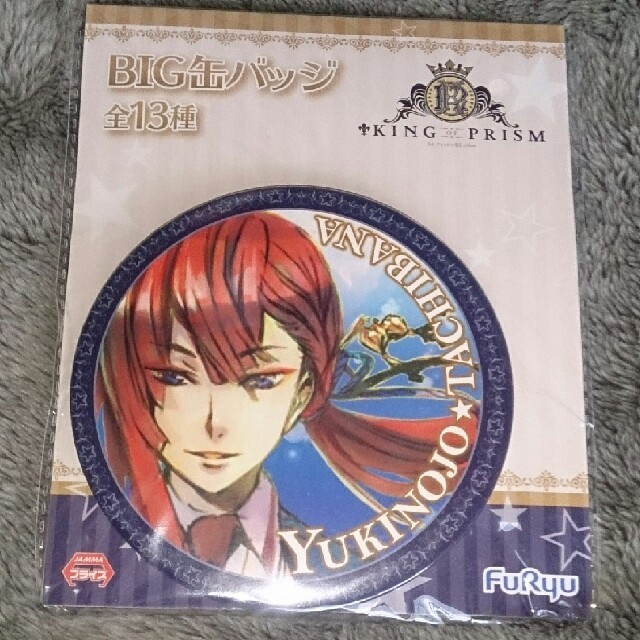 BIG缶バッジ
全13種
KING OF PRISM
YUKINOJO★TACHIBANA
JAMMA
プライズ
FuRyu